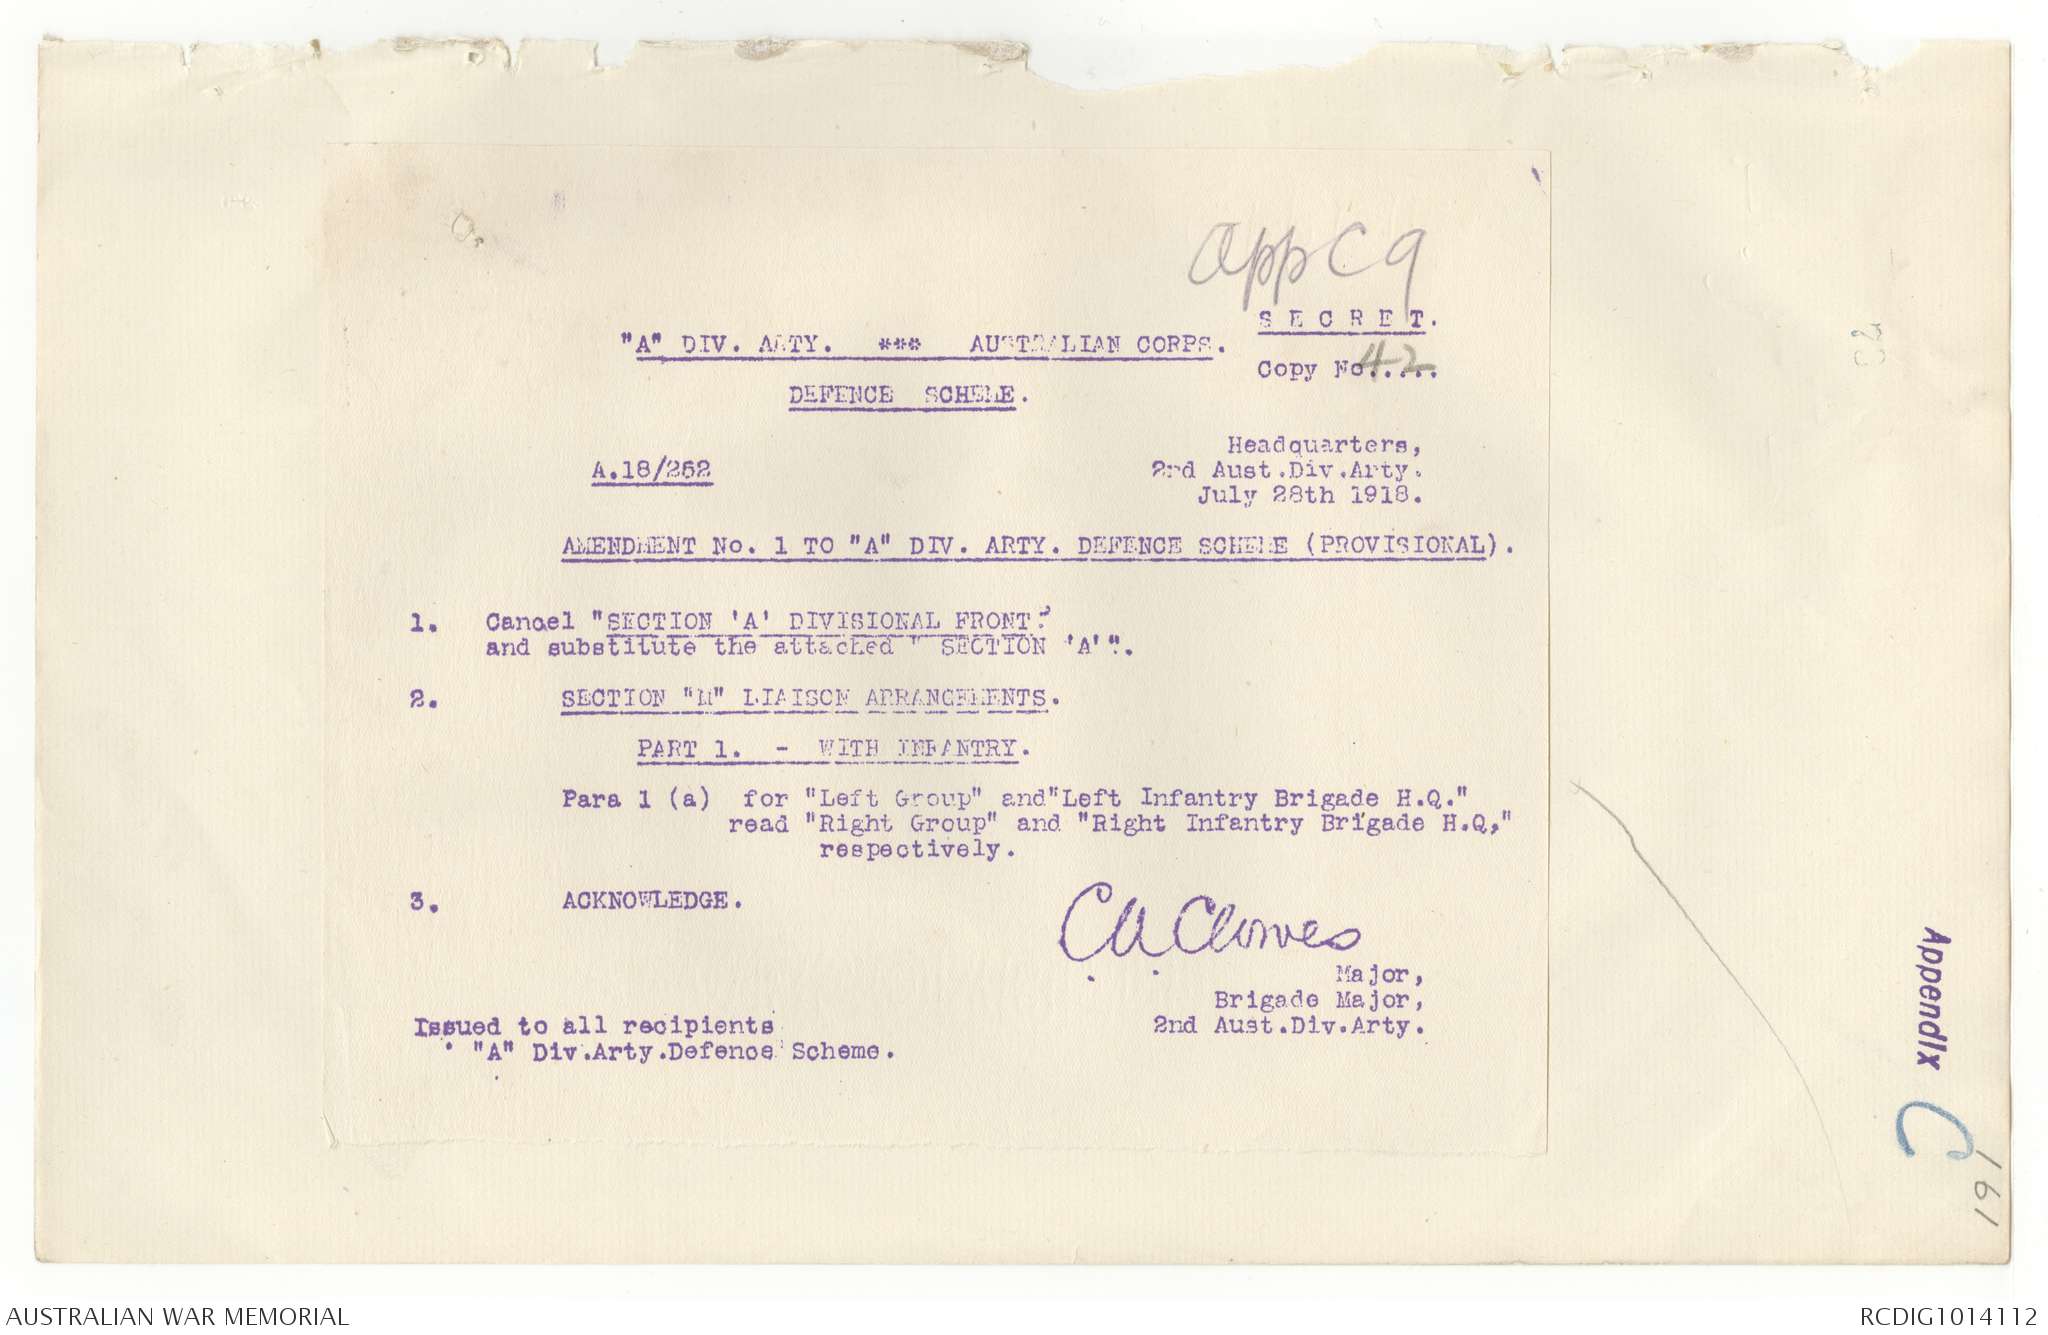 App C9
S E C R E T.
"A" DIV. ARTY. *** AUSTRALIAN CORPS.
Copy No.42....
DEFENCE SCHEME.
Headquarters,
A.18/252
2rd Aust.Div.Arty.
July 28th 1918.
AMENDMENT No. 1 TO "A" DIV. ARTY. DEFENCE SCHEME (PROVISIONAL).
1. Cancel "SECTION 'A' DIVISIONAL FRONT."
and substitute the attached " SECTION 'A'".
2. SECTION "M" LIAISON ARRANGEMENTS.
PART 1. - WITH INFANTRY.
Para 1 (a) for "Left Group" and"Left Infantry Brigade H.Q."
read "Right Group" and "Right Infantry Brigade H.Q,"
respectively.
3. ACKNOWLEDGE.
C A Clowes
Major,
Brigade Major,
2nd Aust.Div.Arty.
Issued to all recipients
"A" Div.Arty.Defence Scheme.
C2
AppendIx C
161
AUSTRALIAN WAR MEMORIAL
RCDIG1014112